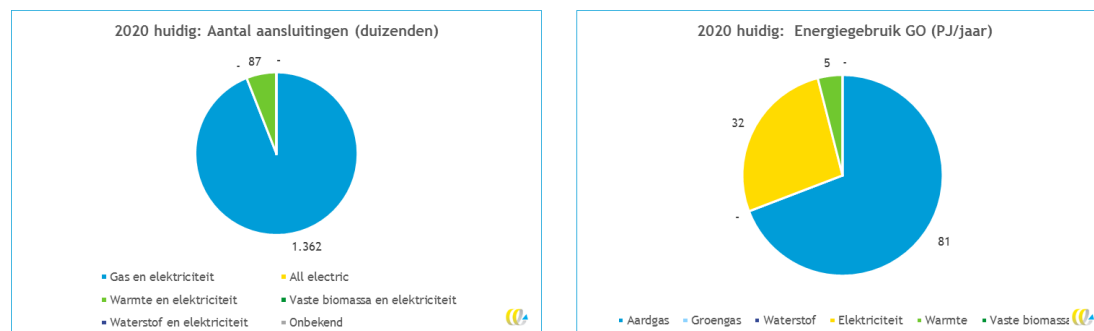 2020 huidig: Aantal aansluitingen (duizenden)
- 87 -
1.362
Gas en elektriciteit
All electric
Warmte en elektriciteit
Vaste biomassa en elektriciteit
Waterstof en elektriciteit
Onbekend
2020 huidig: Energiegebruik GO (PJ/jaar)
5 -
32
-
81
Aardgas Groengas Waterstof Elektriciteit Warmte Vaste biomassa